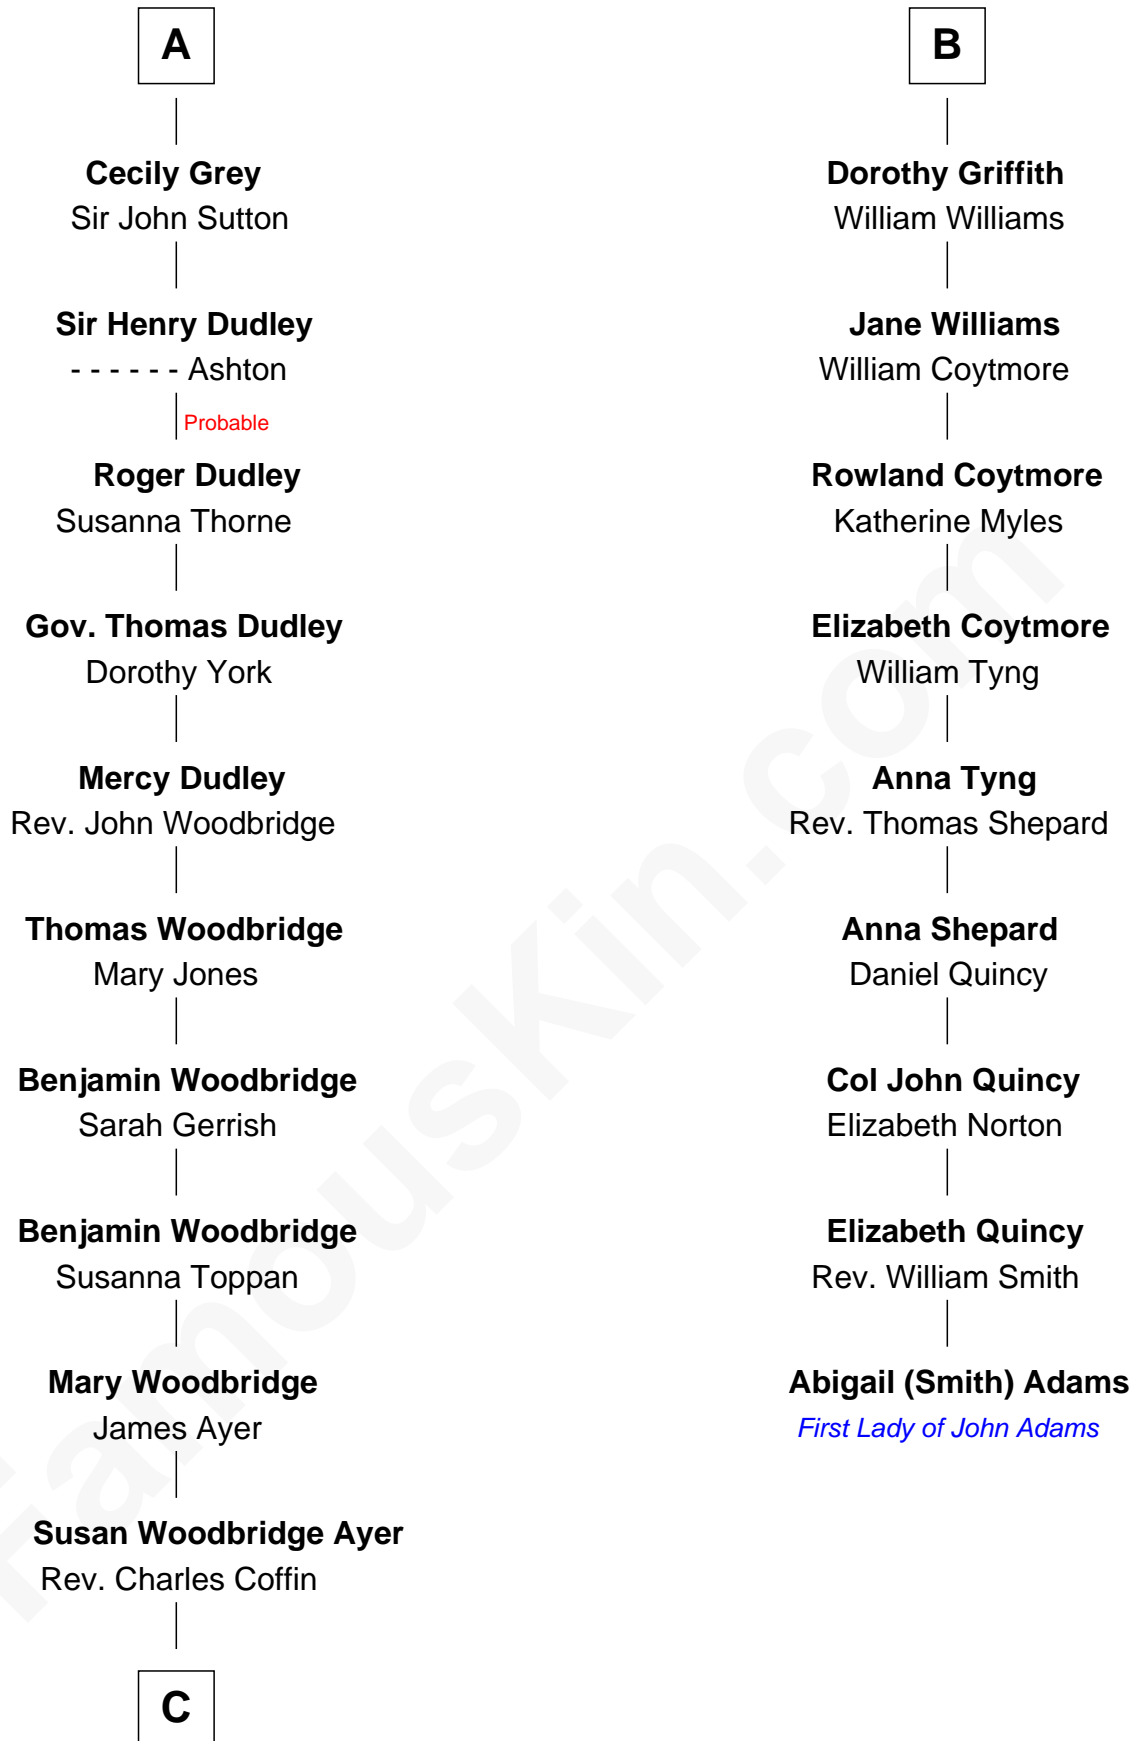 A
Cecily Grey
Sir John Sutton
Sir Henry Dudley
- - - - - - Ashton
Probable
Roger Dudley
Susanna Thorne
Gov. Thomas Dudley
Dorothy York
Mercy Dudley
Rev. John Woodbridge
Thomas Woodbridge
Mary Jones
Benjamin Woodbridge
Sarah Gerrish
Benjamin Woodbridge
Susanna Toppan
Mary Woodbridge
James Ayer
Susan Woodbridge Ayer
Rev. Charles Coffin
C
B
Dorothy Griffith
William Williams
Jane Williams
William Coytmore
Rowland Coytmore
Katherine Myles
Elizabeth Coytmore
William Tyng
Anna Tyng
Rev. Thomas Shepard
Anna Shepard
Daniel Quincy
Col John Quincy
Elizabeth Norton
Elizabeth Quincy
Rev. William Smith
Abigail (Smith) Adams
First Lady of John Adams
FamousKin.com